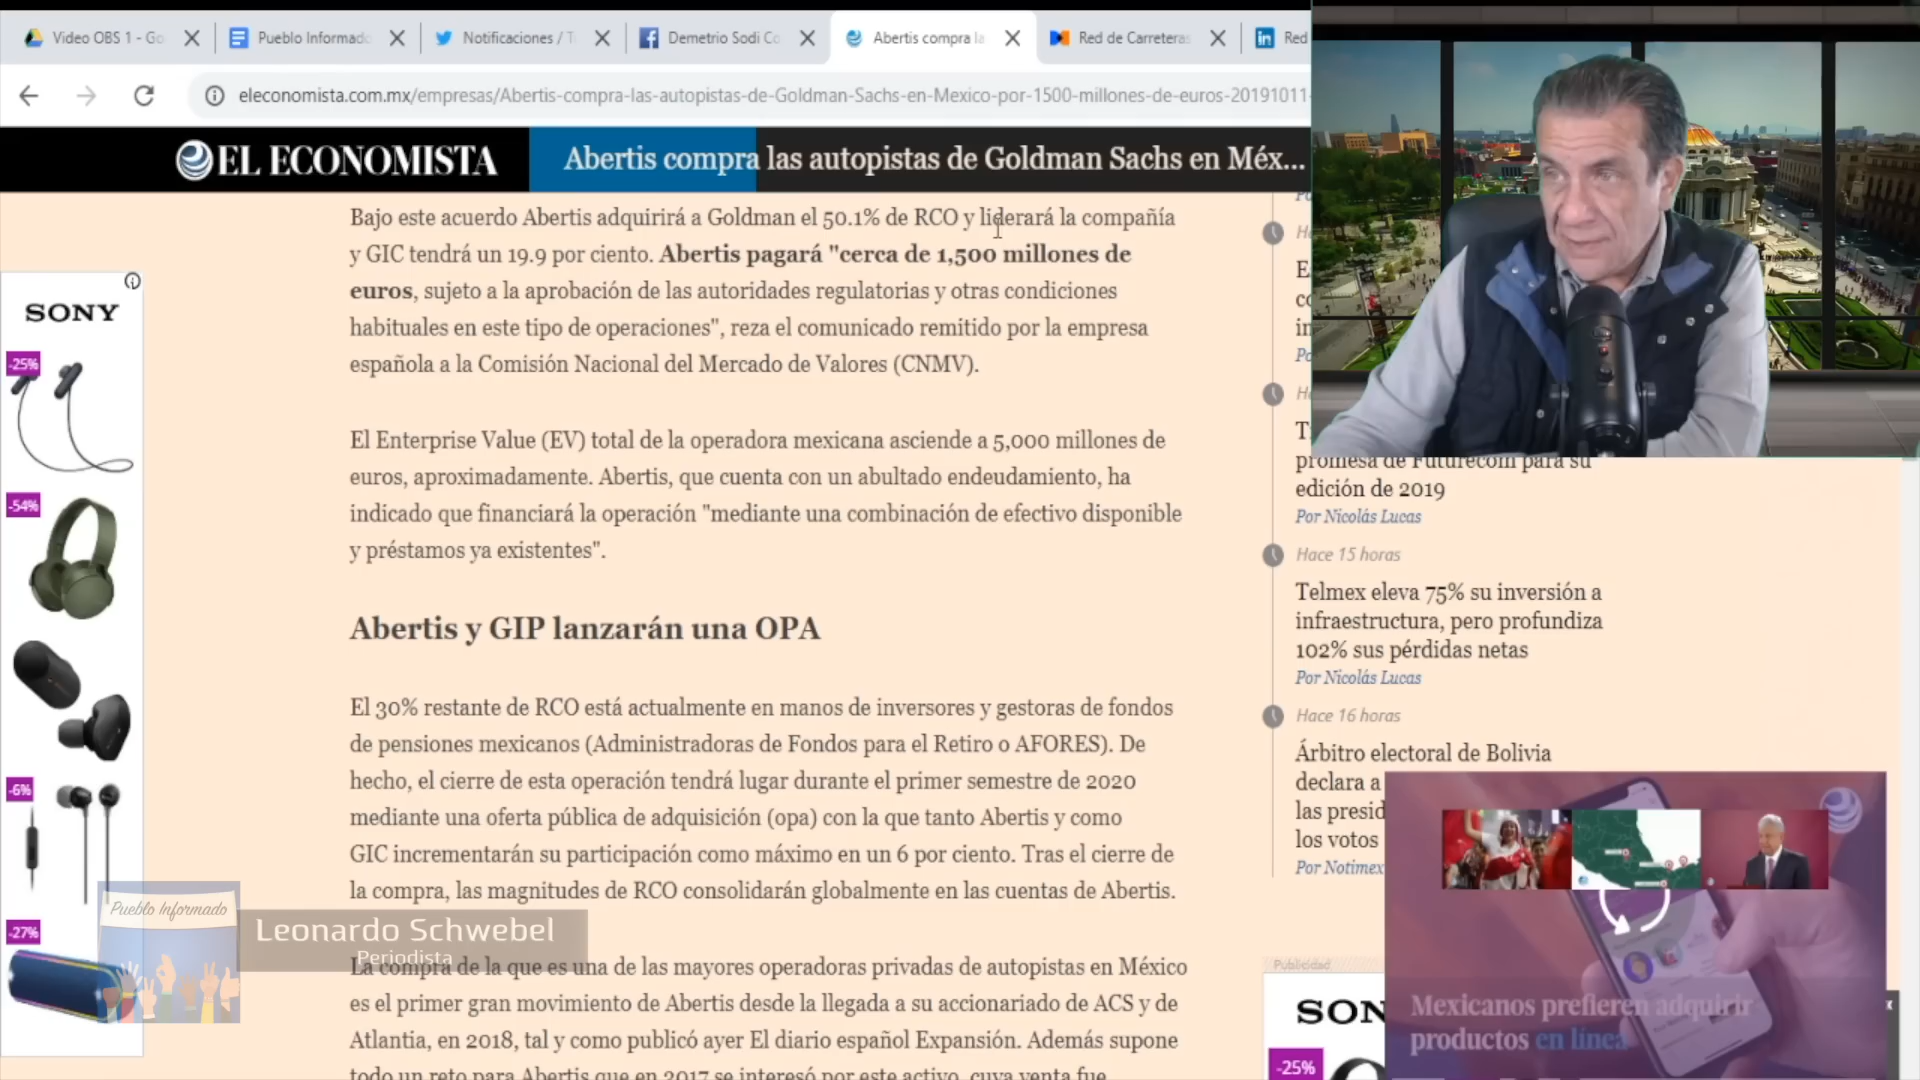 Video OBS 1 - Go
Pueblo Informado
Notificaciones / T
Demetrio Sodi Co
Abertis compra la
Red de Carreteras
Red
eleconomista.com.mx/empresas/Abertis-compra-las-autopistas-de-Goldman-Sachs-en-Mexico-por-1500-millones-de-euros-20191011-
EL ECONOMISTA
Abertis compra las autopistas de Goldman Sachs en Méx...
Bajo este acuerdo Abertis adquirirá a Goldman el 50.1% de RCO y liderará la compañía
y GIC tendrá un 19.9 por ciento. Abertis pagará "cerca de 1,500 millones de
euros, sujeto a la aprobación de las autoridades regulatorias y otras condiciones
habituales en este tipo de operaciones", reza el comunicado remitido por la empresa
española a la Comisión Nacional del Mercado de Valores (CNMV).
El Enterprise Value (EV) total de la operadora mexicana asciende a 5,000 millones de
euros, aproximadamente. Abertis, que cuenta con un abultado endeudamiento, ha
indicado que financiará la operación "mediante una combinación de efectivo disponible
y préstamos ya existentes".
Abertis y GIP lanzarán una OPA
El 30% restante de RCO está actualmente en manos de inversores y gestoras de fondos
de pensiones mexicanos (Administradoras de Fondos para el Retiro o AFORES). De
hecho, el cierre de esta operación tendrá lugar durante el primer semestre de 2020
mediante una oferta pública de adquisición (opa) con la que tanto Abertis y como
GIC incrementarán su participación como máximo en un 6 por ciento. Tras el cierre de
la compra, las magnitudes de RCO consolidarán globalmente en las cuentas de Abertis.
La compra de la que es una de las mayores operadoras privadas de autopistas en México
es el primer gran movimiento de Abertis desde la llegada a su accionariado de ACS y de
Atlantia, en 2018, tal y como publicó ayer El diario español Expansión. Además supone
todo un reto para Abertis que en 2017 se interesó por este activo, cuya venta fue
SONY
-25%
-54%
-6%
-27%
Pueblo Informado
Leonardo Schwebel
Periodista
promesa de Futurecom para su
edición de 2019
Por Nicolás Lucas
Hace 15 horas
Telmex eleva 75% su inversión a
infraestructura, pero profundiza
102% sus pérdidas netas
Por Nicolás Lucas
Hace 16 horas
Árbitro electoral de Bolivia
declara a
las presid
los votos
Por Notimex
Publicidad
SON
-25%
Mexicanos prefieren adquirir
productos en línea